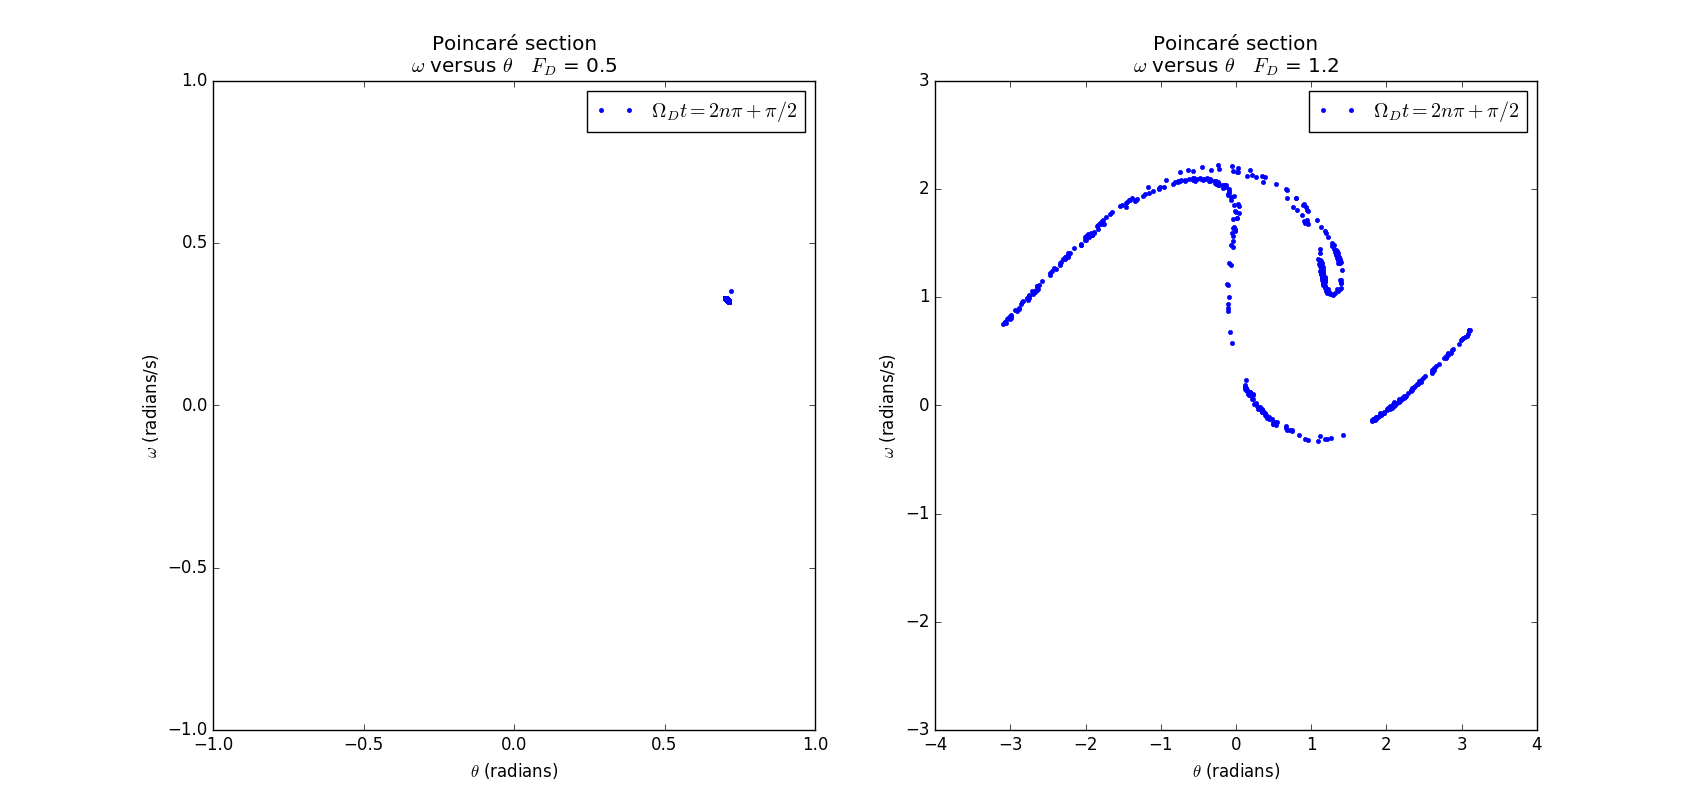 Poincaré section
ω versus θ   F_D = 0.5
Ω_D t = 2nπ + π/2
1.0
0.5
0.0
−0.5
−1.0
ω (radians/s)
−1.0 −0.5 0.0 0.5 1.0
θ (radians)
Poincaré section
ω versus θ   F_D = 1.2
Ω_D t = 2nπ + π/2
3
2
1
0
−1
−2
−3
ω (radians/s)
−4 −3 −2 −1 0 1 2 3 4
θ (radians)